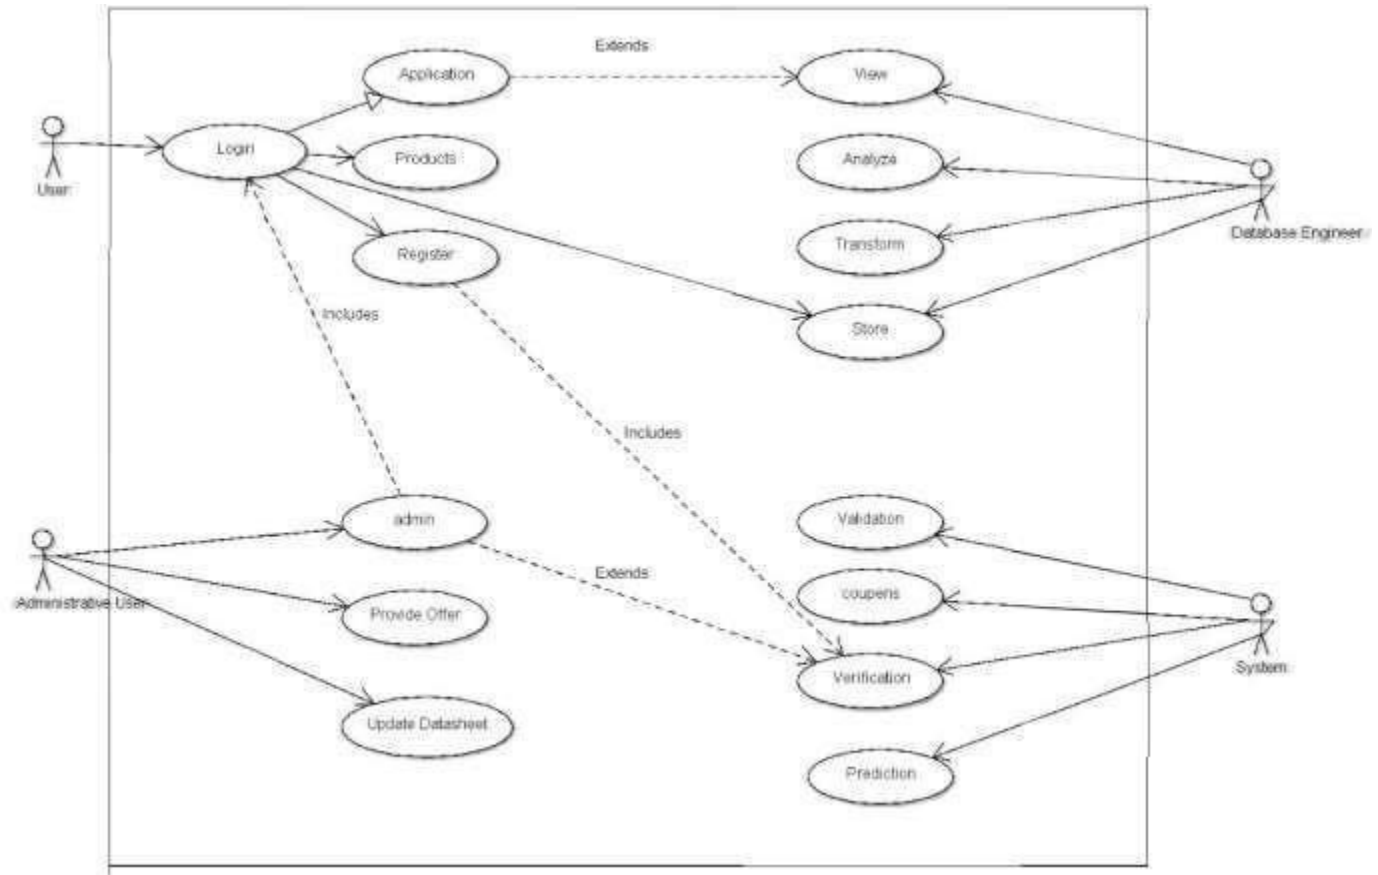 Extends
Application
View
Login
Products
Analyze
User
Register
Transform
Database Engineer
Includes
Store
Includes
admin
Validation
Extends
coupens
Administrative User
Provide Offer
Verification
System
Update Datasheet
Prediction